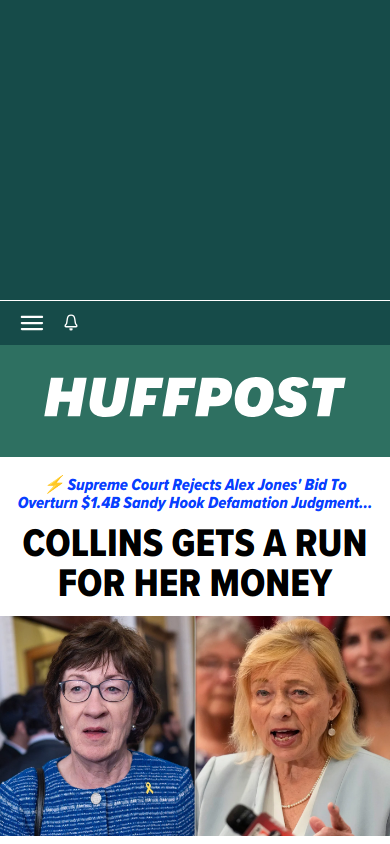 HUFFPOST
⚡ Supreme Court Rejects Alex Jones' Bid To
Overturn $1.4B Sandy Hook Defamation Judgment...
COLLINS GETS A RUN
FOR HER MONEY